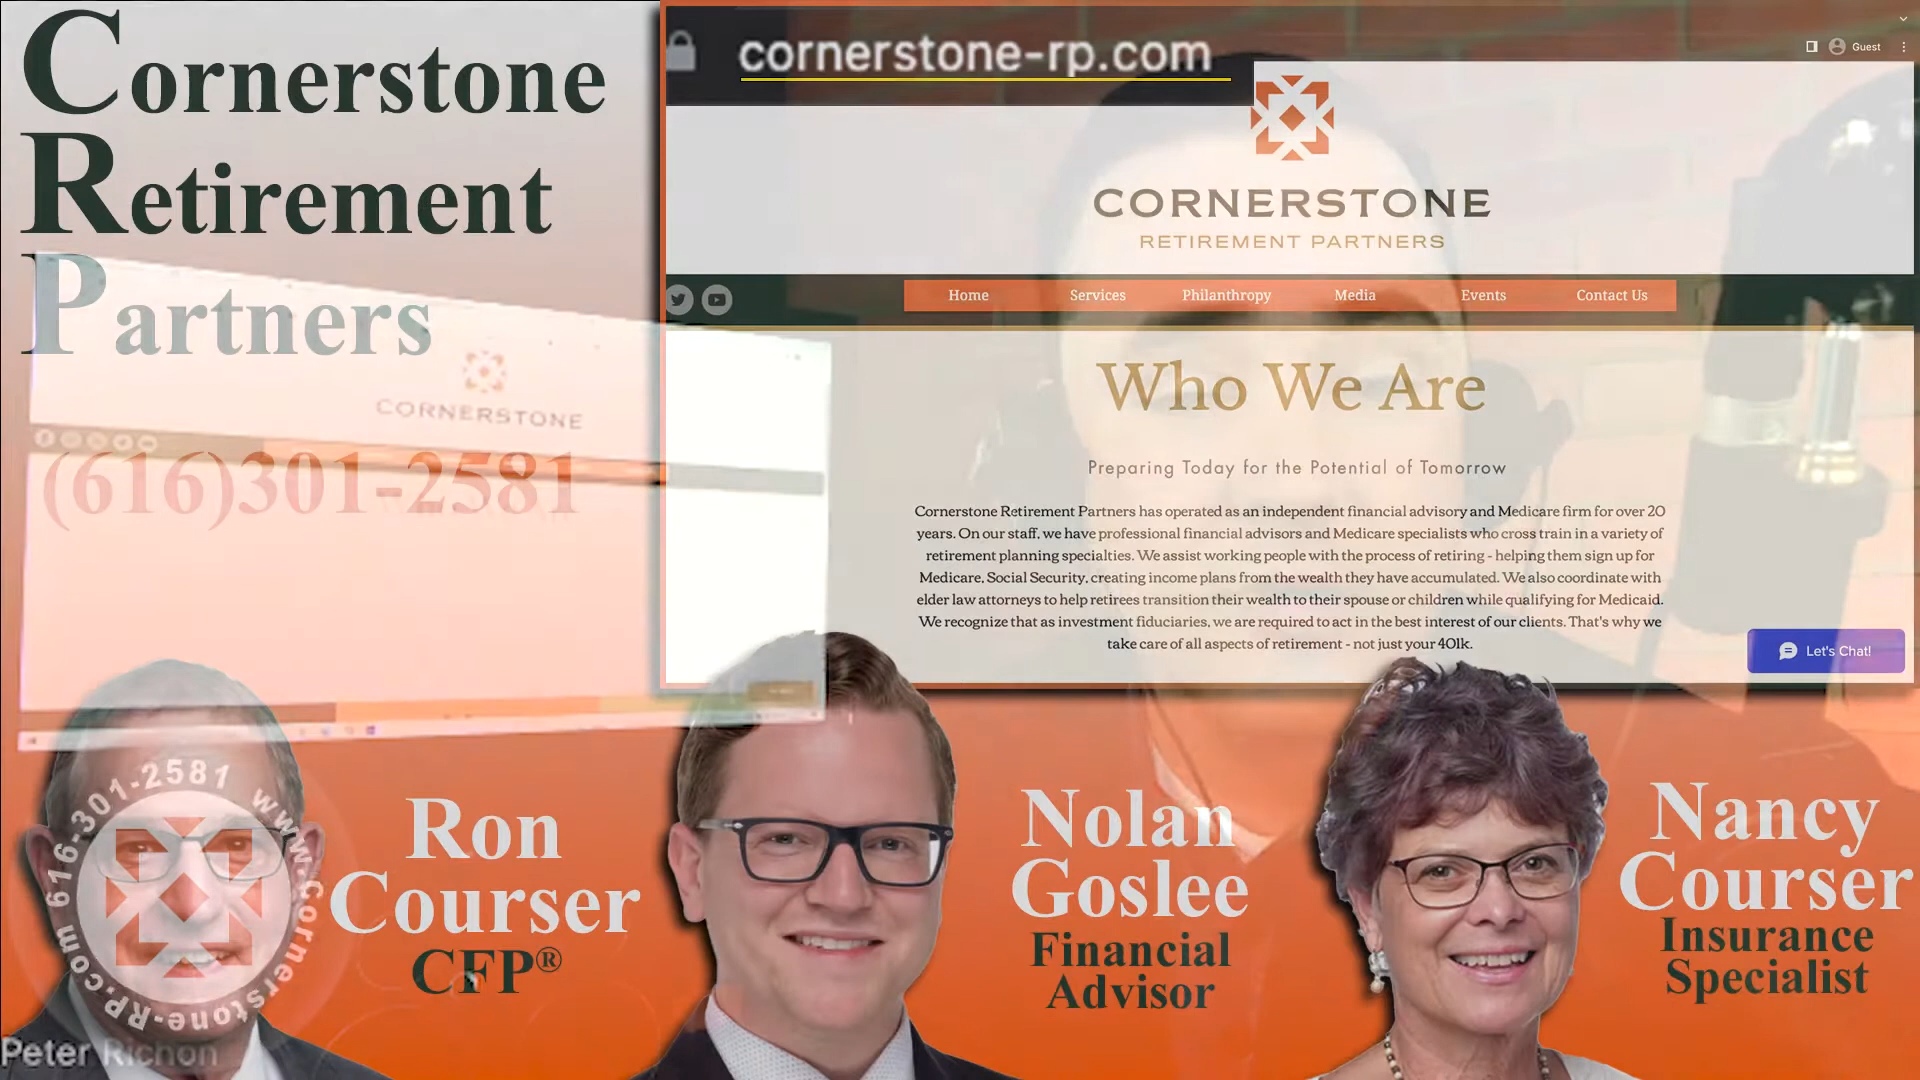 Cornerstone
Retirement
Partners
CORNERSTONE
(616)301-2581
cornerstone-rp.com
Guest
CORNERSTONE
RETIREMENT PARTNERS
Home Services Philanthropy Media Events Contact Us
Who We Are
Preparing Today for the Potential of Tomorrow
Cornerstone Retirement Partners has operated as an independent financial advisory and Medicare firm for over 20
years. On our staff, we have professional financial advisors and Medicare specialists who cross train in a variety of
retirement planning specialties. We assist working people with the process of retiring - helping them sign up for
Medicare, Social Security, creating income plans from the wealth they have accumulated. We also coordinate with
elder law attorneys to help retirees transition their wealth to their spouse or children while qualifying for Medicaid.
We recognize that as investment fiduciaries, we are required to act in the best interest of our clients. That's why we
take care of all aspects of retirement - not just your 401k.
Let's Chat!
616-301-2581 www.Cornerstone-RP.com
Ron
Courser
CFP®
Nolan
Goslee
Financial
Advisor
Nancy
Courser
Insurance
Specialist
Peter Richon